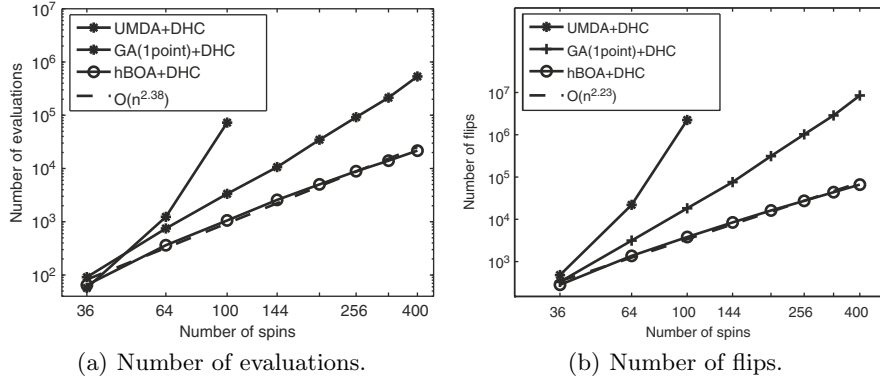 Number of evaluations
10^7
10^6
10^5
10^4
10^3
10^2
UMDA+DHC
GA(1point)+DHC
hBOA+DHC
O(n^2.38)
36 64 100 144 256 400
Number of spins
(a) Number of evaluations.
Number of flips
10^7
10^6
10^5
10^4
10^3
UMDA+DHC
GA(1point)+DHC
hBOA+DHC
O(n^2.23)
36 64 100 144 256 400
Number of spins
(b) Number of flips.